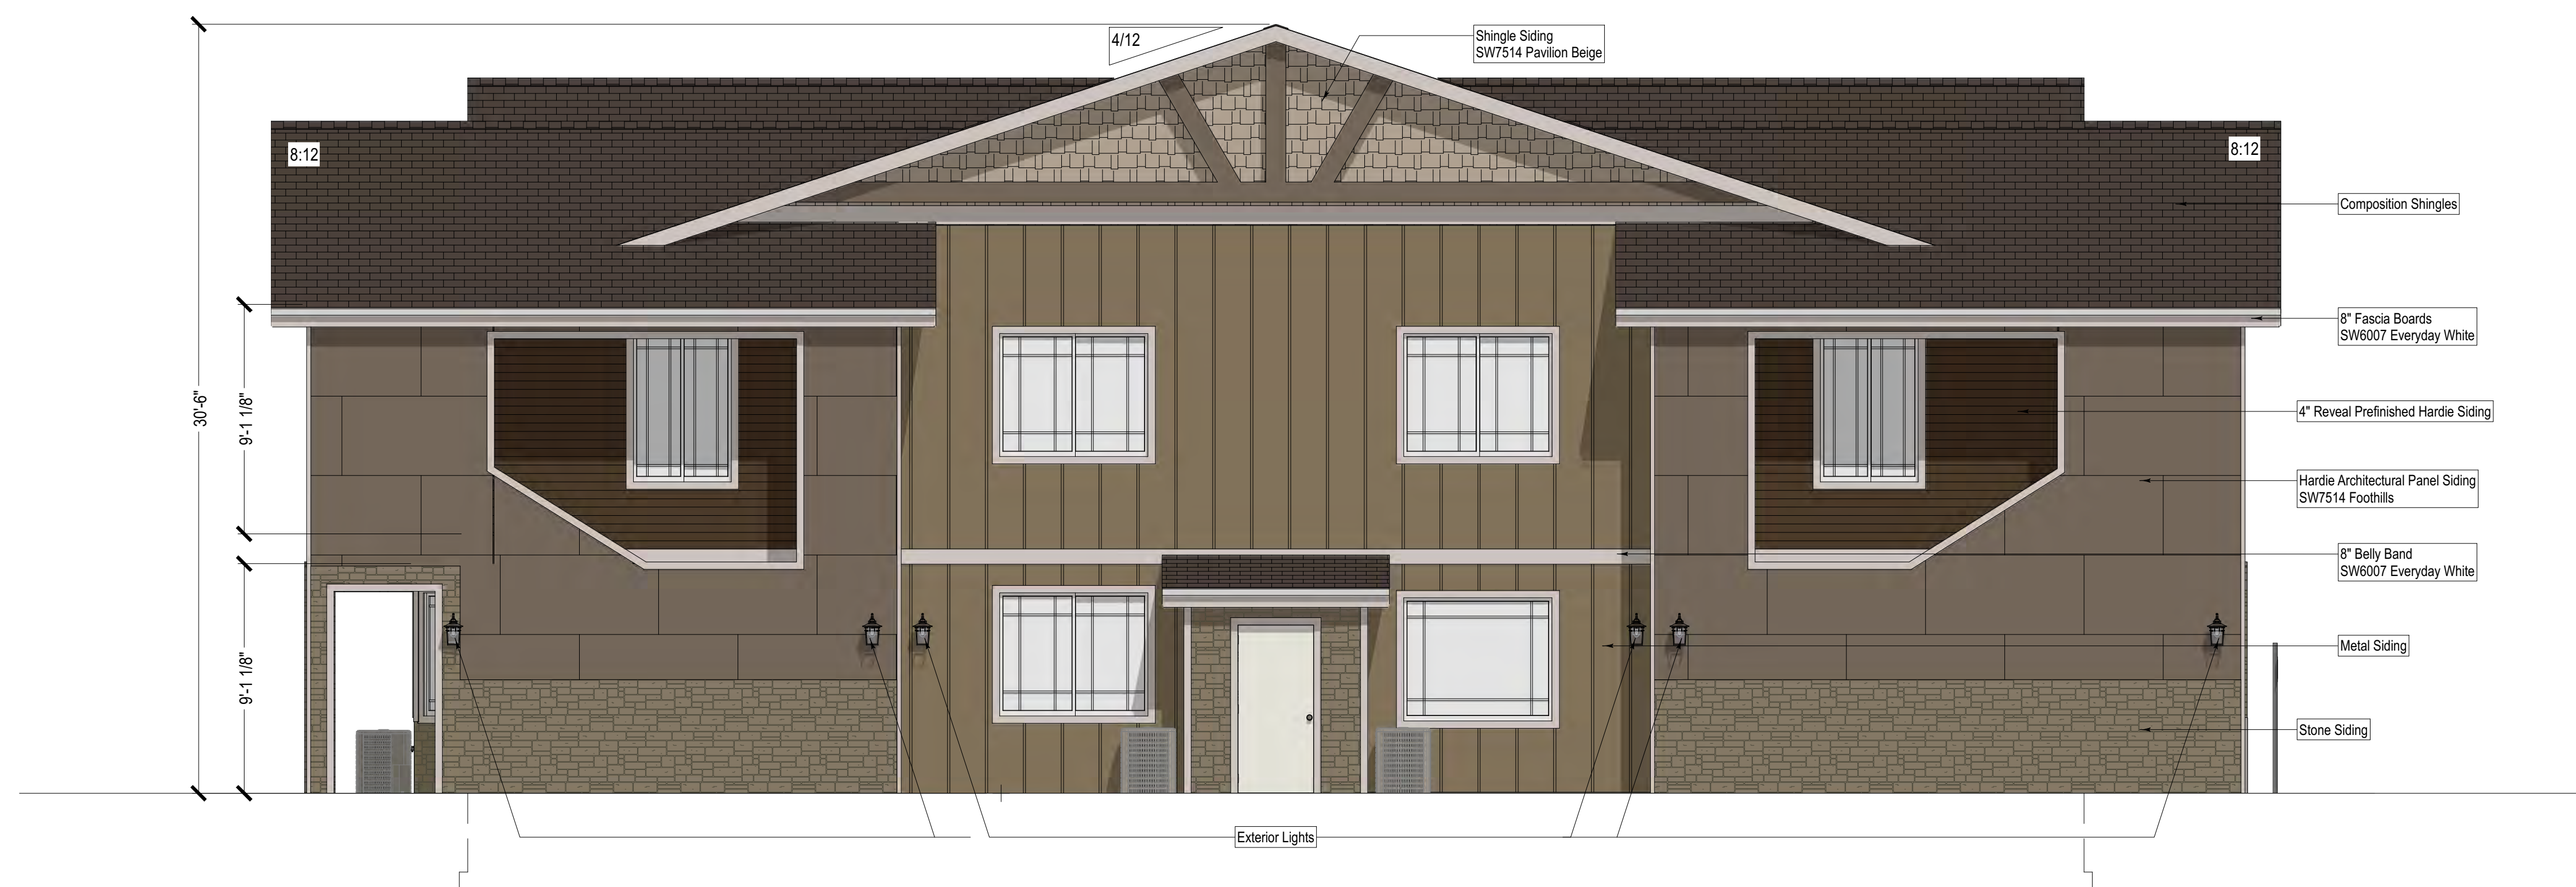 4/12
Shingle Siding
SW7514 Pavilion Beige
8:12
8:12
Composition Shingles
8" Fascia Boards
SW6007 Everyday White
30'-6"
9'-1 1/8"
4" Reveal Prefinished Hardie Siding
Hardie Architectural Panel Siding
SW7514 Foothills
8" Belly Band
SW6007 Everyday White
9'-1 1/8"
Metal Siding
Stone Siding
Exterior Lights